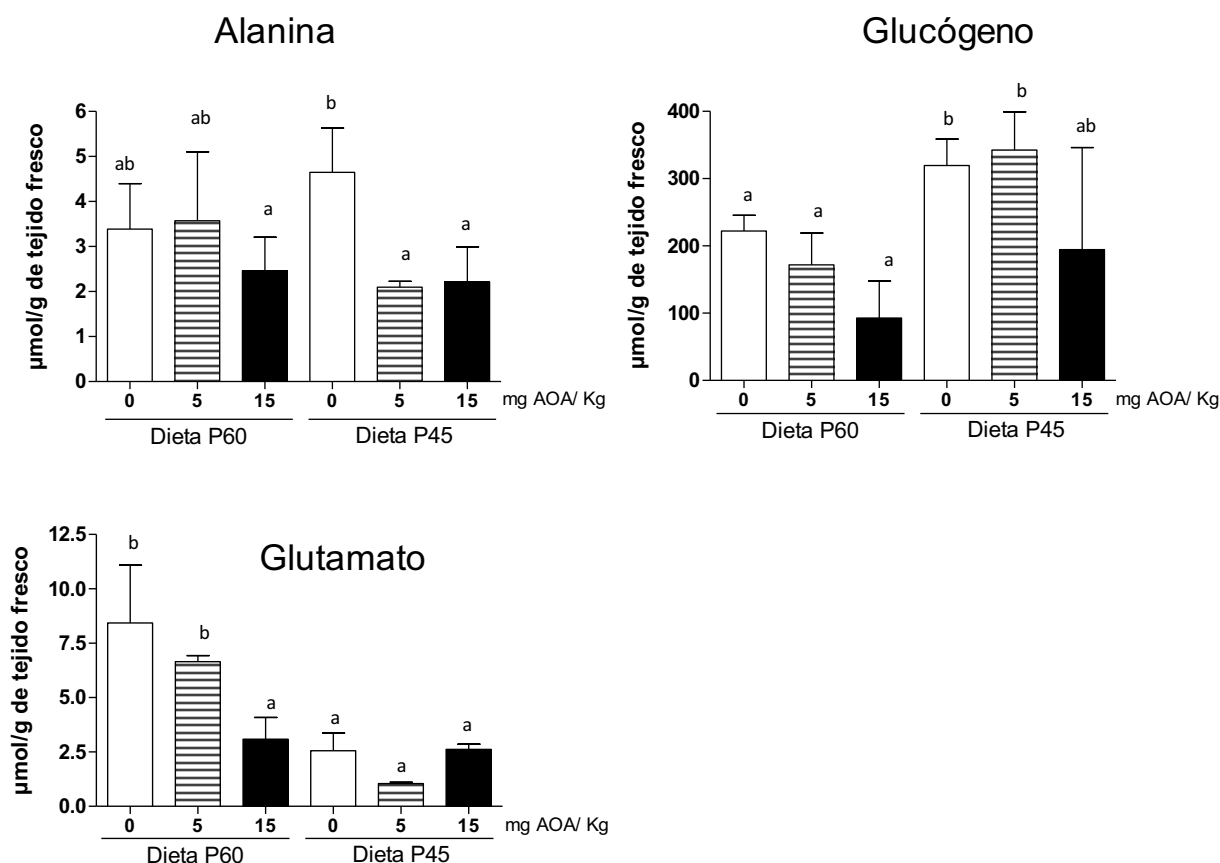 Alanina
µmol/g de tejido fresco
6
5
4
3
2
1
0
ab
ab
a
b
a
a
0 5 15 0 5 15 mg AOA/ Kg
Dieta P60 Dieta P45
Glucógeno
µmol/g de tejido fresco
400
300
200
100
0
a
a
a
b
b
ab
0 5 15 0 5 15 mg AOA/ Kg
Dieta P60 Dieta P45
Glutamato
µmol/g de tejido fresco
12.5
10.0
7.5
5.0
2.5
0.0
b
b
a
a
a
a
0 5 15 0 5 15 mg AOA/ Kg
Dieta P60 Dieta P45